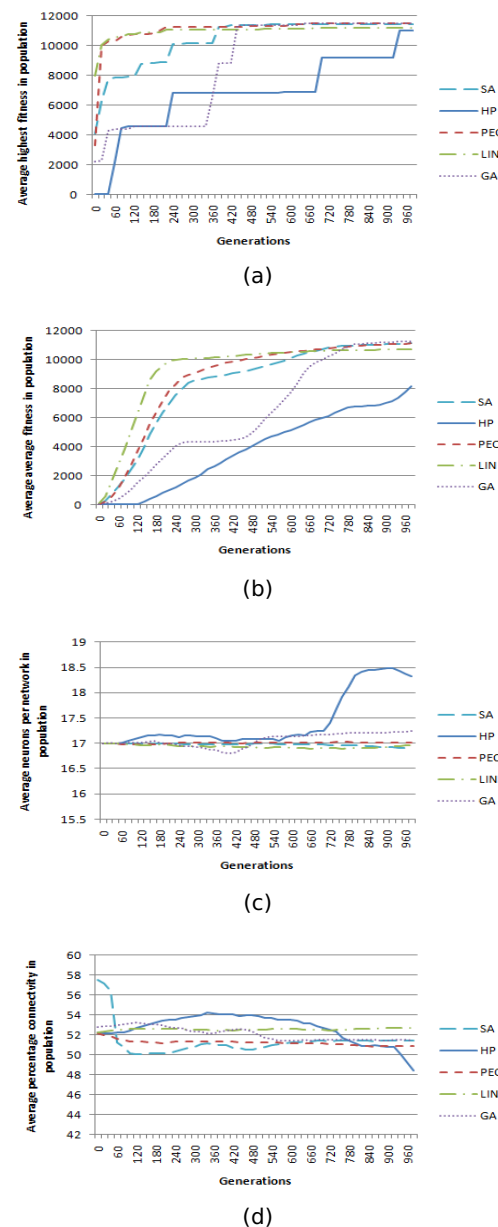 Average highest fitness in population
12000
10000
8000
6000
4000
2000
0
0 60 120 180 240 300 360 420 480 540 600 660 720 780 840 900 960
Generations
SA
HP
PEC
LIN
GA
(a)
Average average fitness in population
12000
10000
8000
6000
4000
2000
0
0 60 120 180 240 300 360 420 480 540 600 660 720 780 840 900 960
Generations
SA
HP
PEC
LIN
GA
(b)
Average neurons per network in
population
19
18.5
18
17.5
17
16.5
16
15.5
0 60 120 180 240 300 360 420 480 540 600 660 720 780 840 900 960
Generations
SA
HP
PEC
LIN
GA
(c)
Average percentage connectivity in
population
60
58
56
54
52
50
48
46
44
42
0 60 120 180 240 300 360 420 480 540 600 660 720 780 840 900 960
Generations
SA
HP
PEC
LIN
GA
(d)